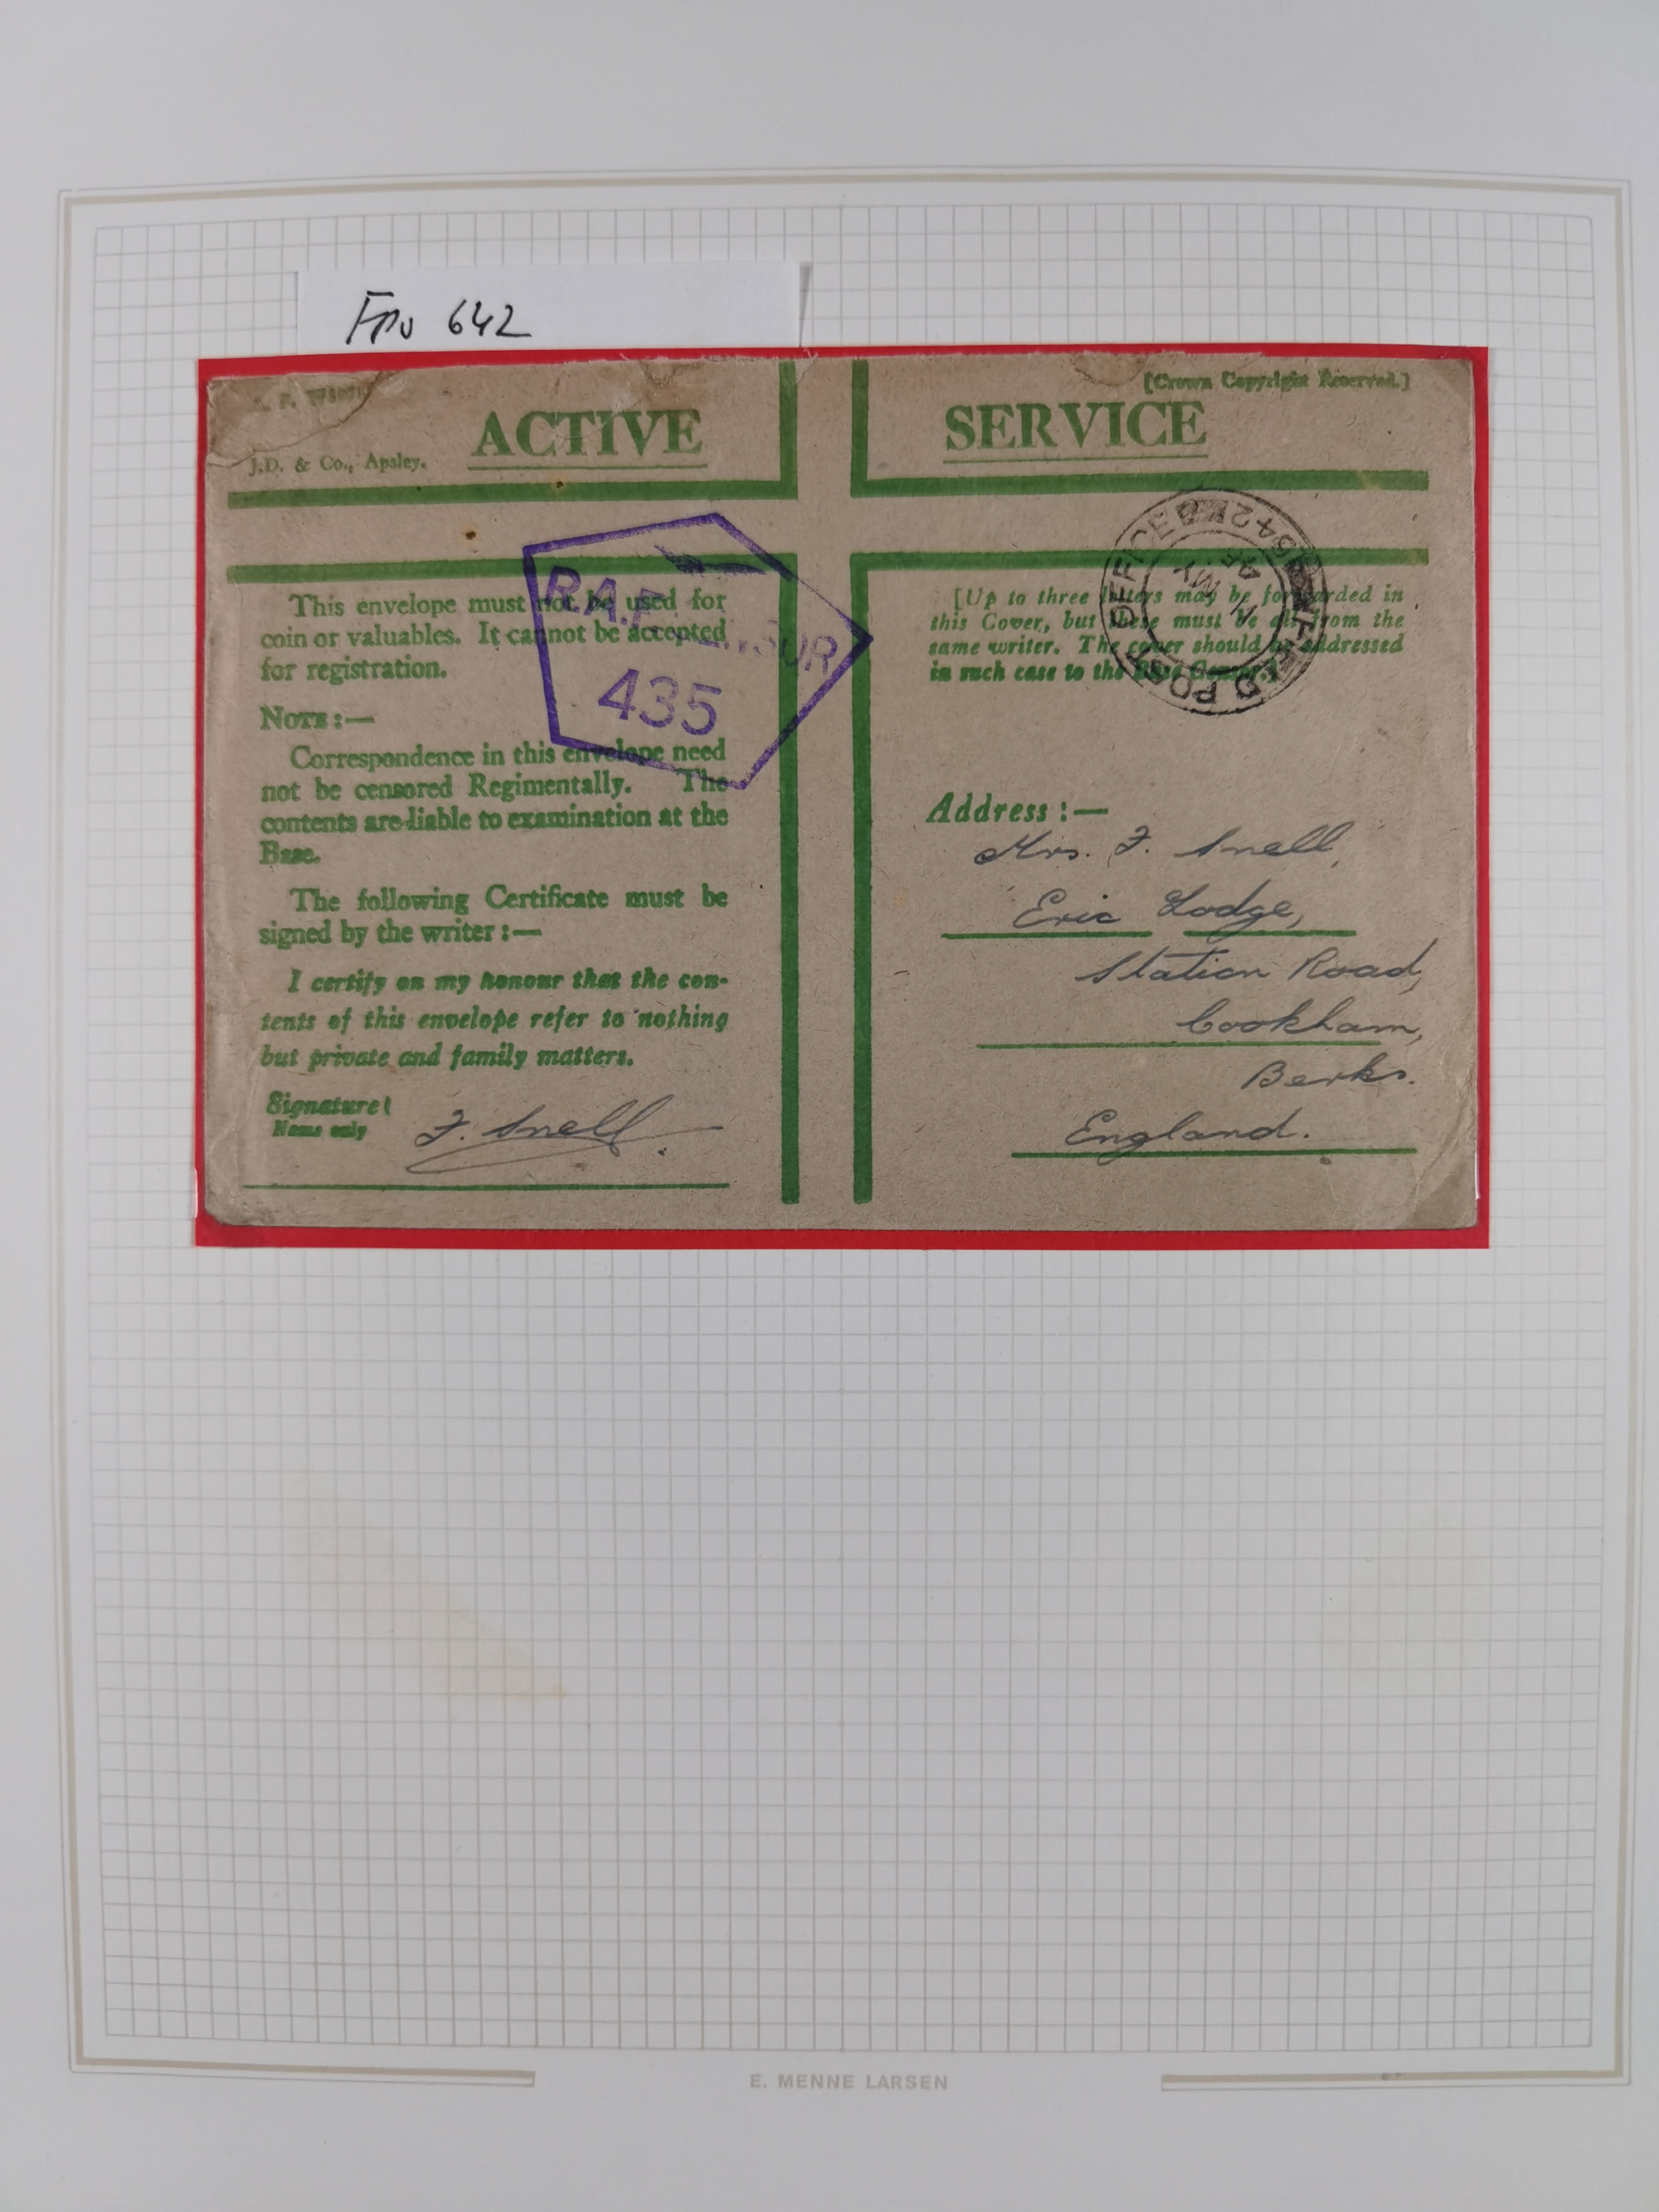 FPO 642
[Crown Copyright Reserved.]
ACTIVE SERVICE
J.D. & Co., Apsley.
R.A.F. CENSOR
435
FIELD POST OFFICE
642
MY
This envelope must not be used for
coin or valuables. It cannot be accepted
for registration.
NOTE :—
Correspondence in this envelope need
not be censored Regimentally. The
contents are liable to examination at the
Base.
The following Certificate must be
signed by the writer :—
I certify on my honour that the con-
tents of this envelope refer to nothing
but private and family matters.
Signature
Name only
F. Snell.
[Up to three letters may be forwarded in
this Cover, but these must be all from the
same writer. The cover should be addressed
in such case to the Base Censor.]
Address :—
Mrs. F. Snell,
Eric Lodge,
Station Road,
Cookham,
Berks.
England.
E. MENNE LARSEN